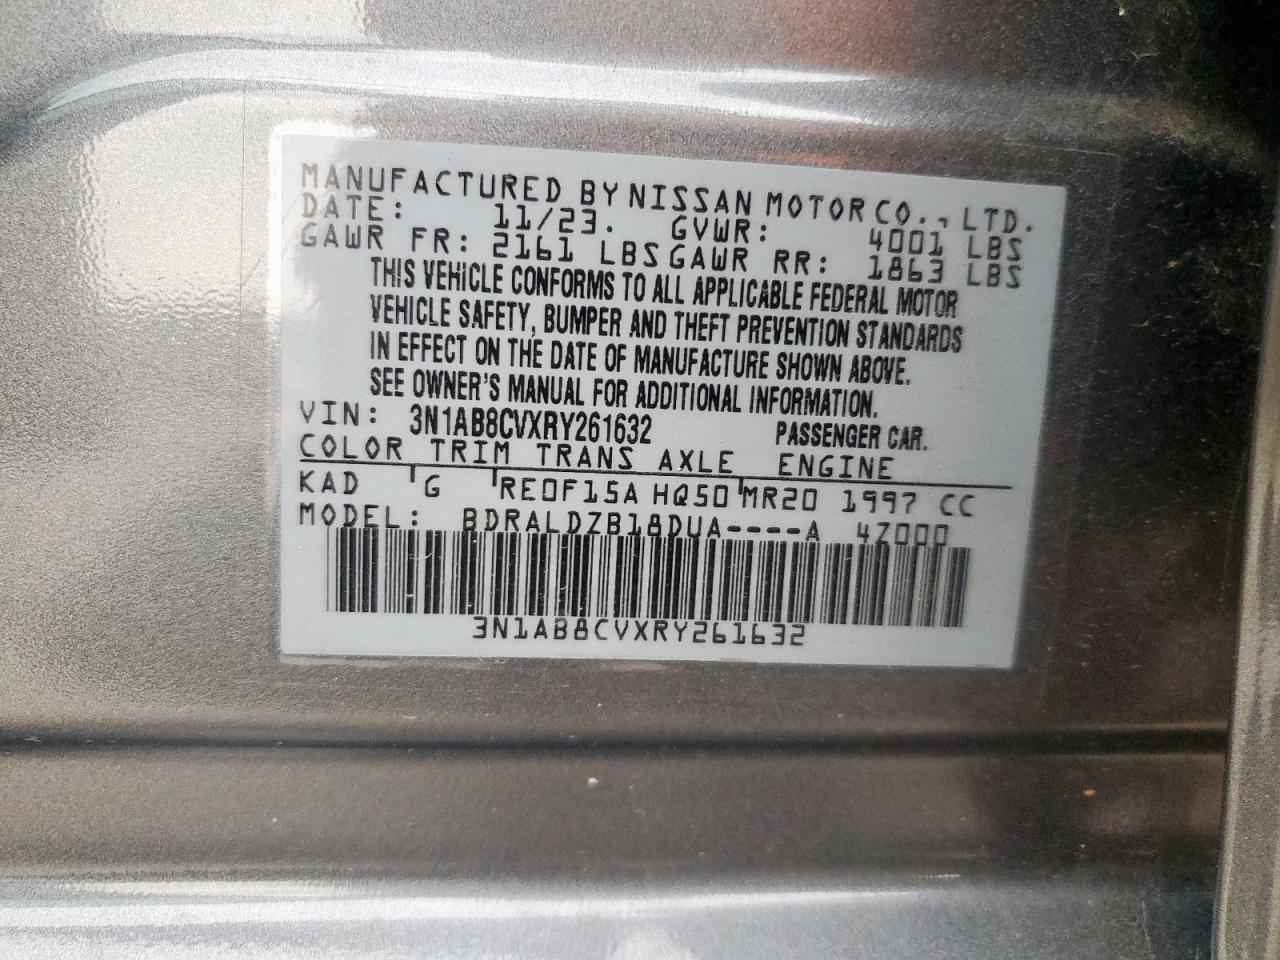 MANUFACTURED BY NISSAN MOTOR CO., LTD.
DATE: 11/23. GVWR: 4001 LBS
GAWR FR: 2161 LBS GAWR RR: 1863 LBS
THIS VEHICLE CONFORMS TO ALL APPLICABLE FEDERAL MOTOR
VEHICLE SAFETY, BUMPER AND THEFT PREVENTION STANDARDS
IN EFFECT ON THE DATE OF MANUFACTURE SHOWN ABOVE.
SEE OWNER'S MANUAL FOR ADDITIONAL INFORMATION.
VIN: 3N1AB8CVXRY261632 PASSENGER CAR.
COLOR TRIM TRANS AXLE ENGINE
KAD G RE0F15A HQ50 MR20 1997 CC
MODEL: BDRALDZB18DUA----A 4Z000
3N1AB8CVXRY261632